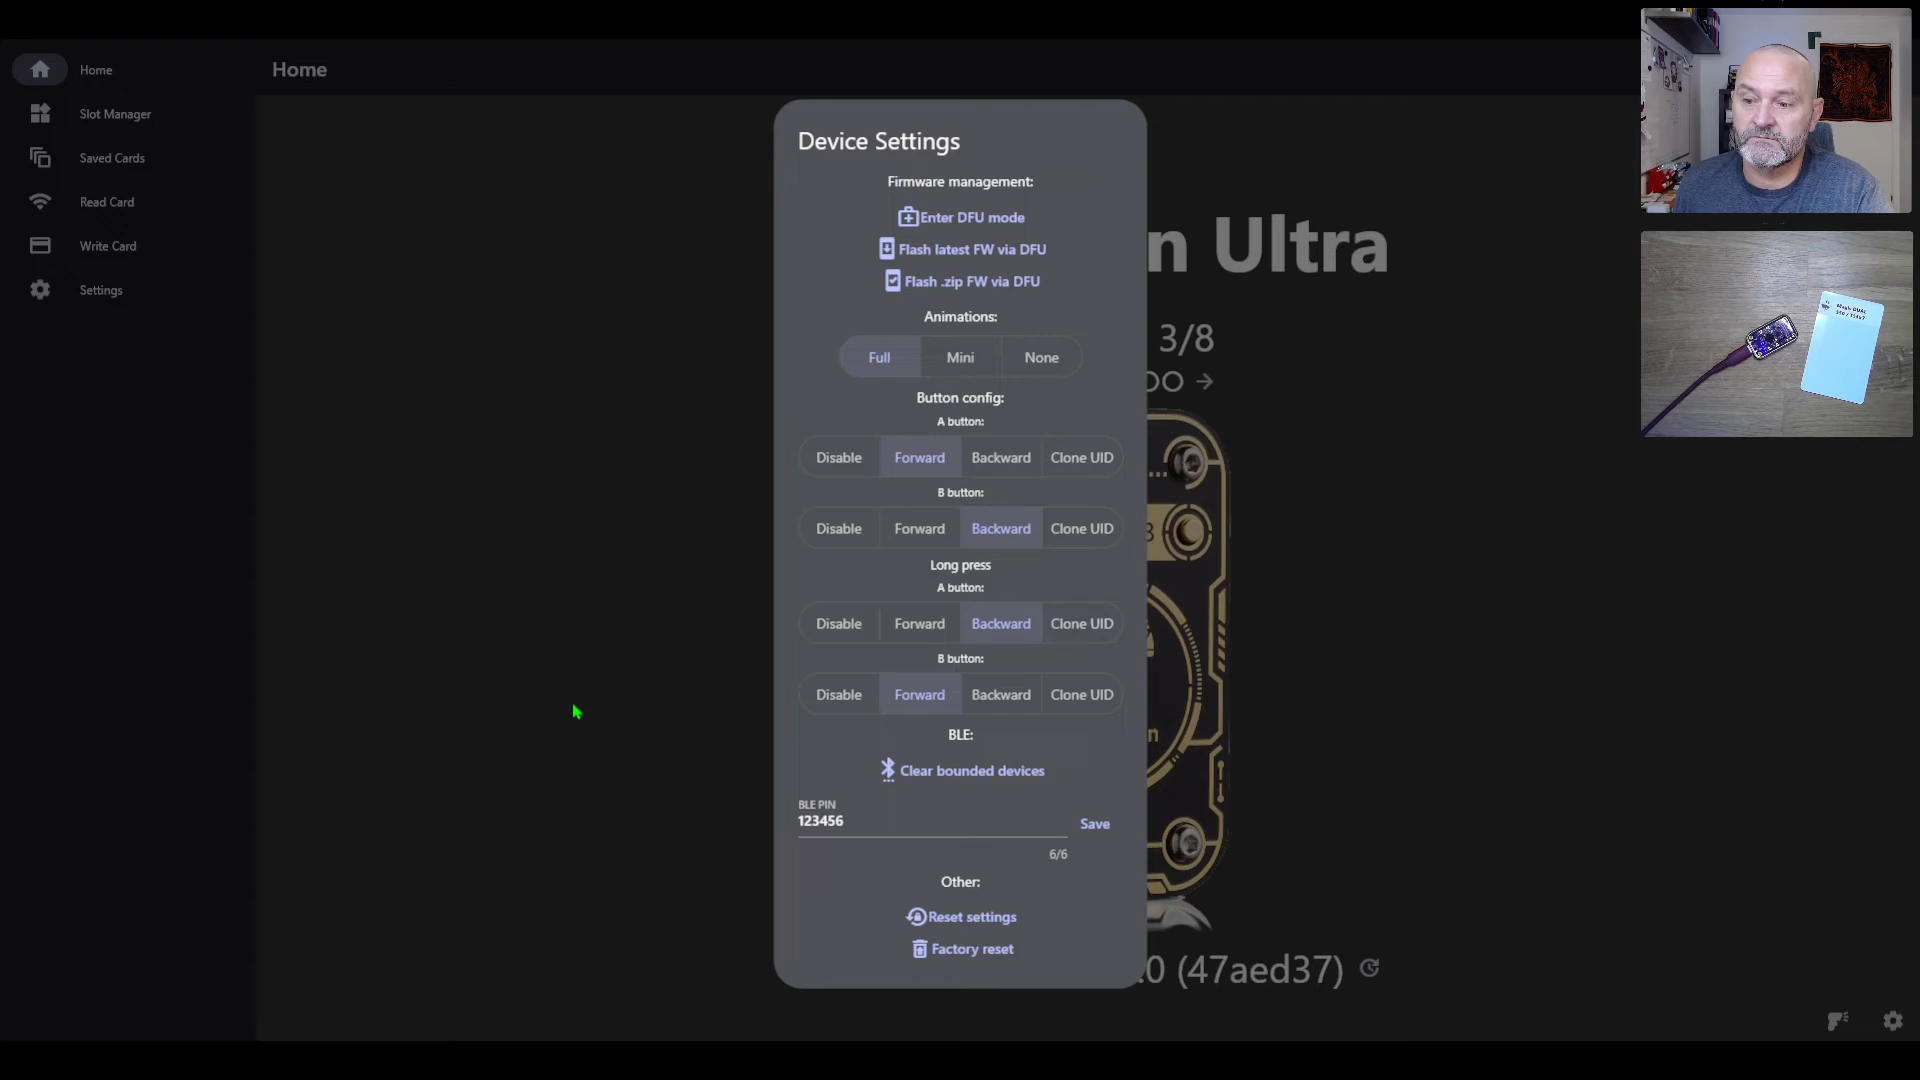 Home
Slot Manager
Saved Cards
Read Card
Write Card
Settings
Home
n Ultra
3/8
.0 (47aed37)
Device Settings
Firmware management:
Enter DFU mode
Flash latest FW via DFU
Flash .zip FW via DFU
Animations:
Full Mini None
Button config:
A button:
Disable Forward Backward Clone UID
B button:
Disable Forward Backward Clone UID
Long press
A button:
Disable Forward Backward Clone UID
B button:
Disable Forward Backward Clone UID
BLE:
Clear bounded devices
BLE PIN
123456
Save
6/6
Other:
Reset settings
Factory reset
Magic DUAL